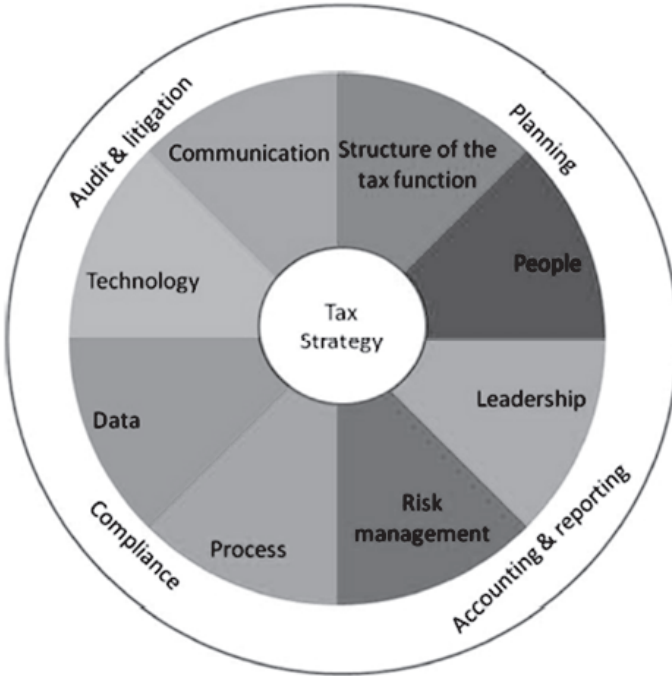 Audit & litigation
Planning
Communication
Structure of the
tax function
People
Technology
Tax
Strategy
Leadership
Data
Risk
management
Process
Compliance
Accounting & reporting